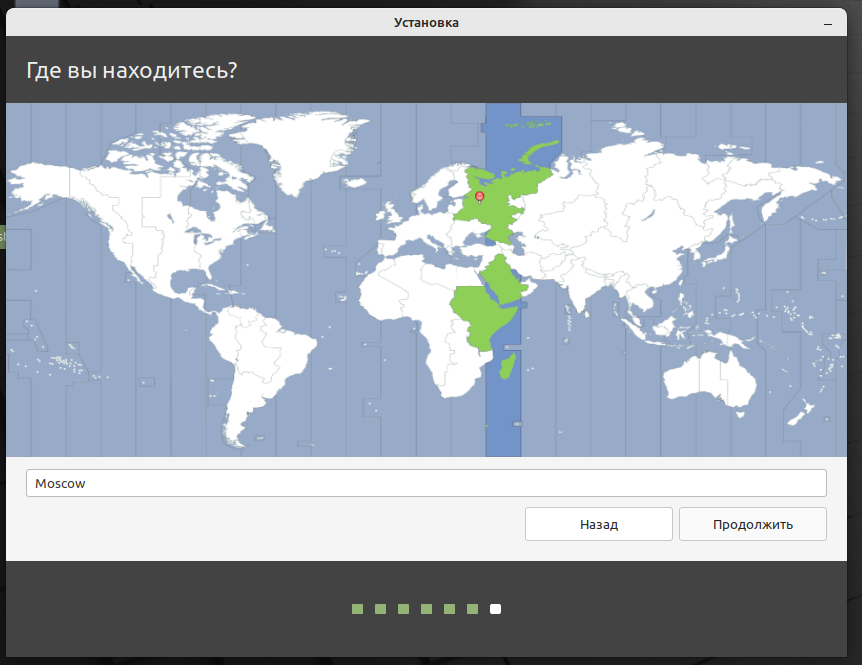 Установка
Где вы находитесь?
Moscow
Назад
Продолжить